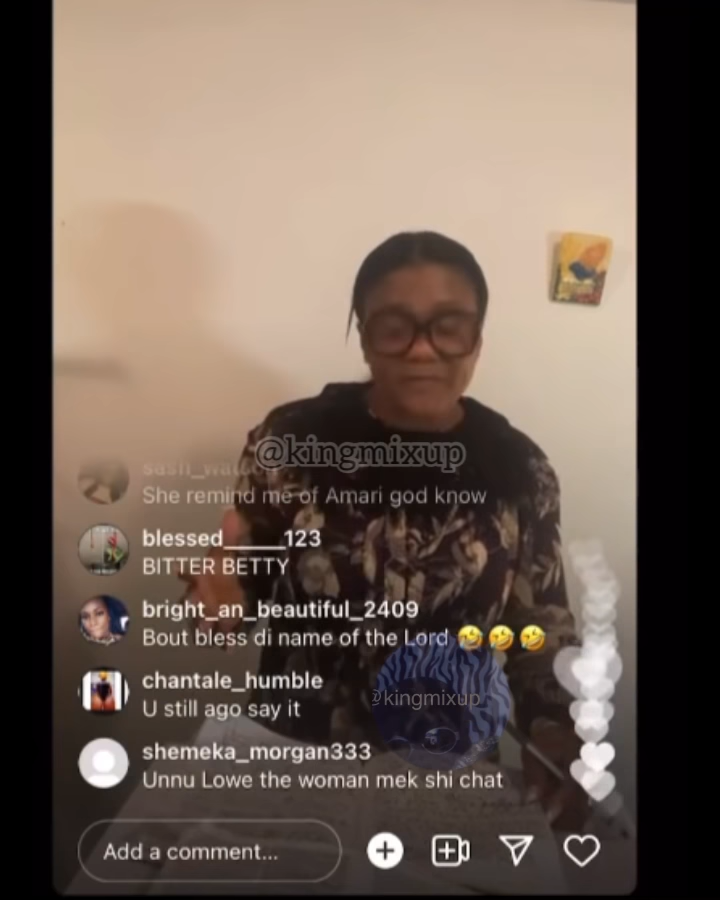 @kingmixup
She remind me of Amari god know
blessed_____123
BITTER BETTY
bright_an_beautiful_2409
Bout bless di name of the Lord 🤣🤣🤣
@kingmixup
chantale_humble
U still ago say it
shemeka_morgan333
Unnu Lowe the woman mek shi chat
Add a comment...